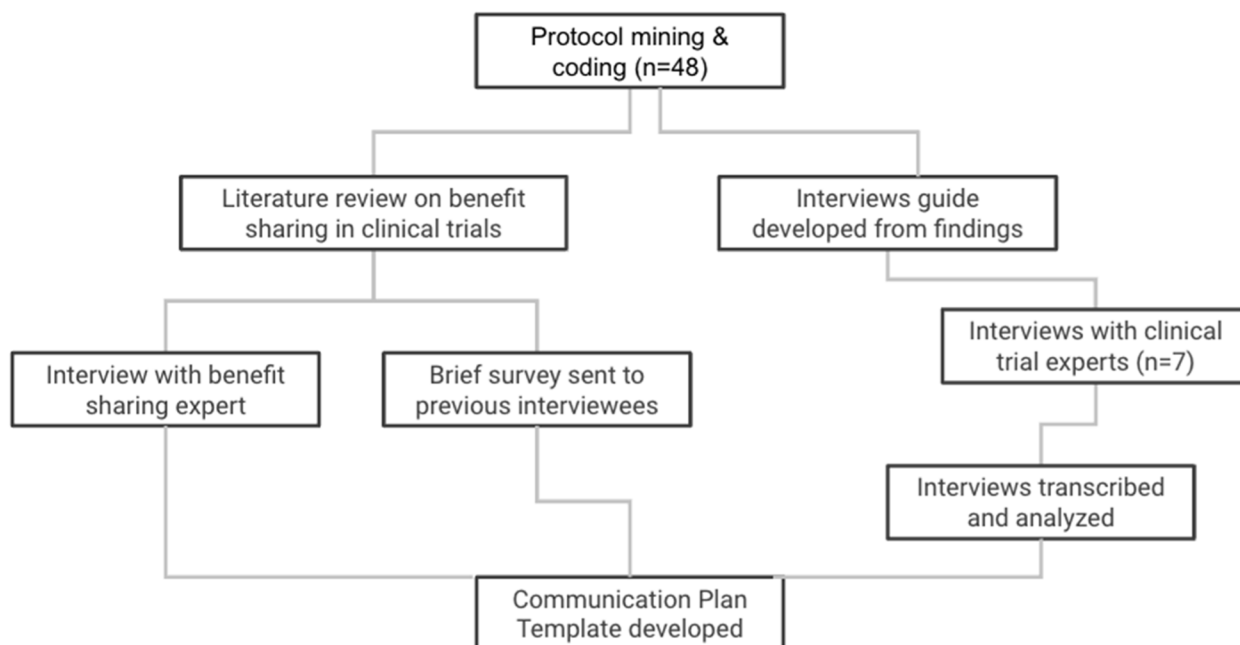 Protocol mining &
coding (n=48)
Literature review on benefit
sharing in clinical trials
Interviews guide
developed from findings
Interviews with clinical
trial experts (n=7)
Interview with benefit
sharing expert
Brief survey sent to
previous interviewees
Interviews transcribed
and analyzed
Communication Plan
Template developed